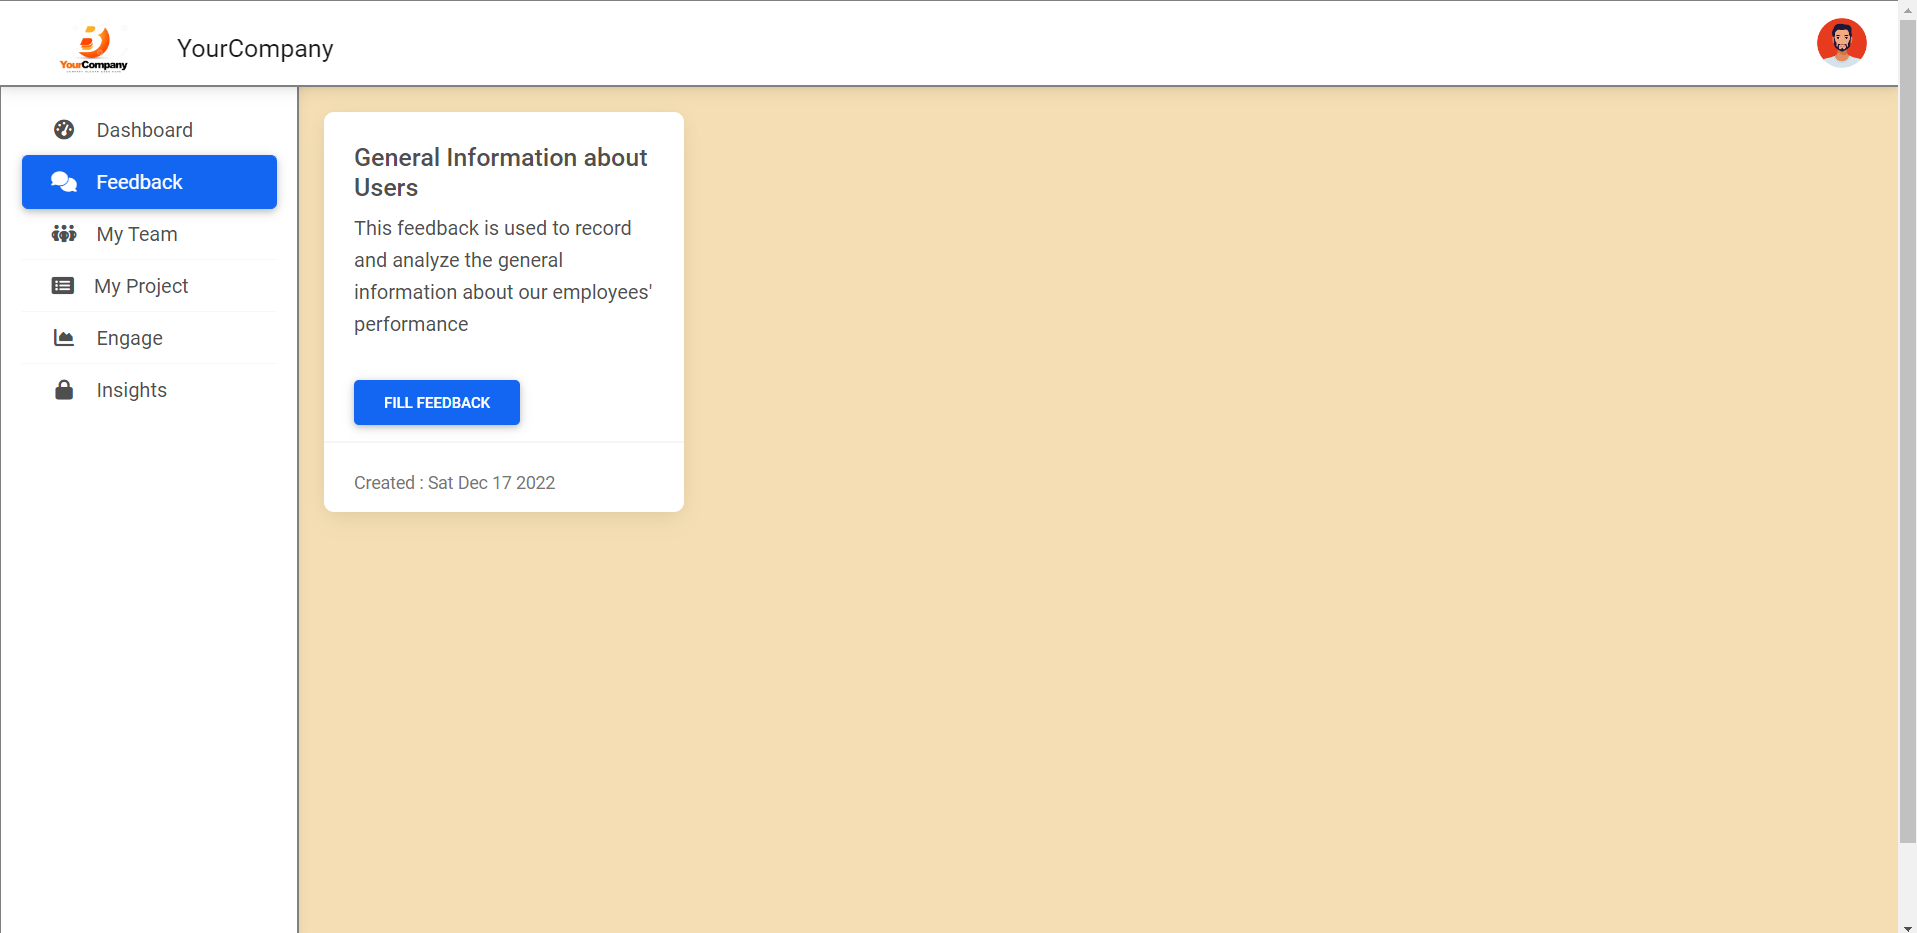 YourCompany
YourCompany
Dashboard
Feedback
My Team
My Project
Engage
Insights
General Information about
Users
This feedback is used to record
and analyze the general
information about our employees'
performance
FILL FEEDBACK
Created : Sat Dec 17 2022